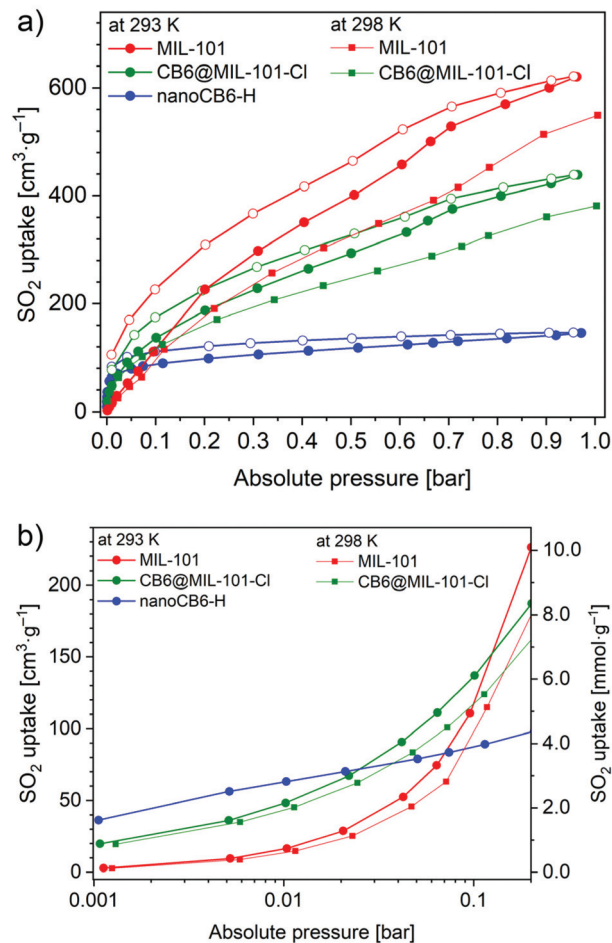 a)
at 293 K
MIL-101
CB6@MIL-101-Cl
nanoCB6-H
at 298 K
MIL-101
CB6@MIL-101-Cl
SO₂ uptake [cm³·g⁻¹]
600
400
200
0
0.0 0.1 0.2 0.3 0.4 0.5 0.6 0.7 0.8 0.9 1.0
Absolute pressure [bar]
b)
at 293 K
MIL-101
CB6@MIL-101-Cl
nanoCB6-H
at 298 K
MIL-101
CB6@MIL-101-Cl
SO₂ uptake [cm³·g⁻¹]
200
150
100
50
0
10.0
8.0
6.0
4.0
2.0
0.0
SO₂ uptake [mmol·g⁻¹]
0.001 0.01 0.1
Absolute pressure [bar]